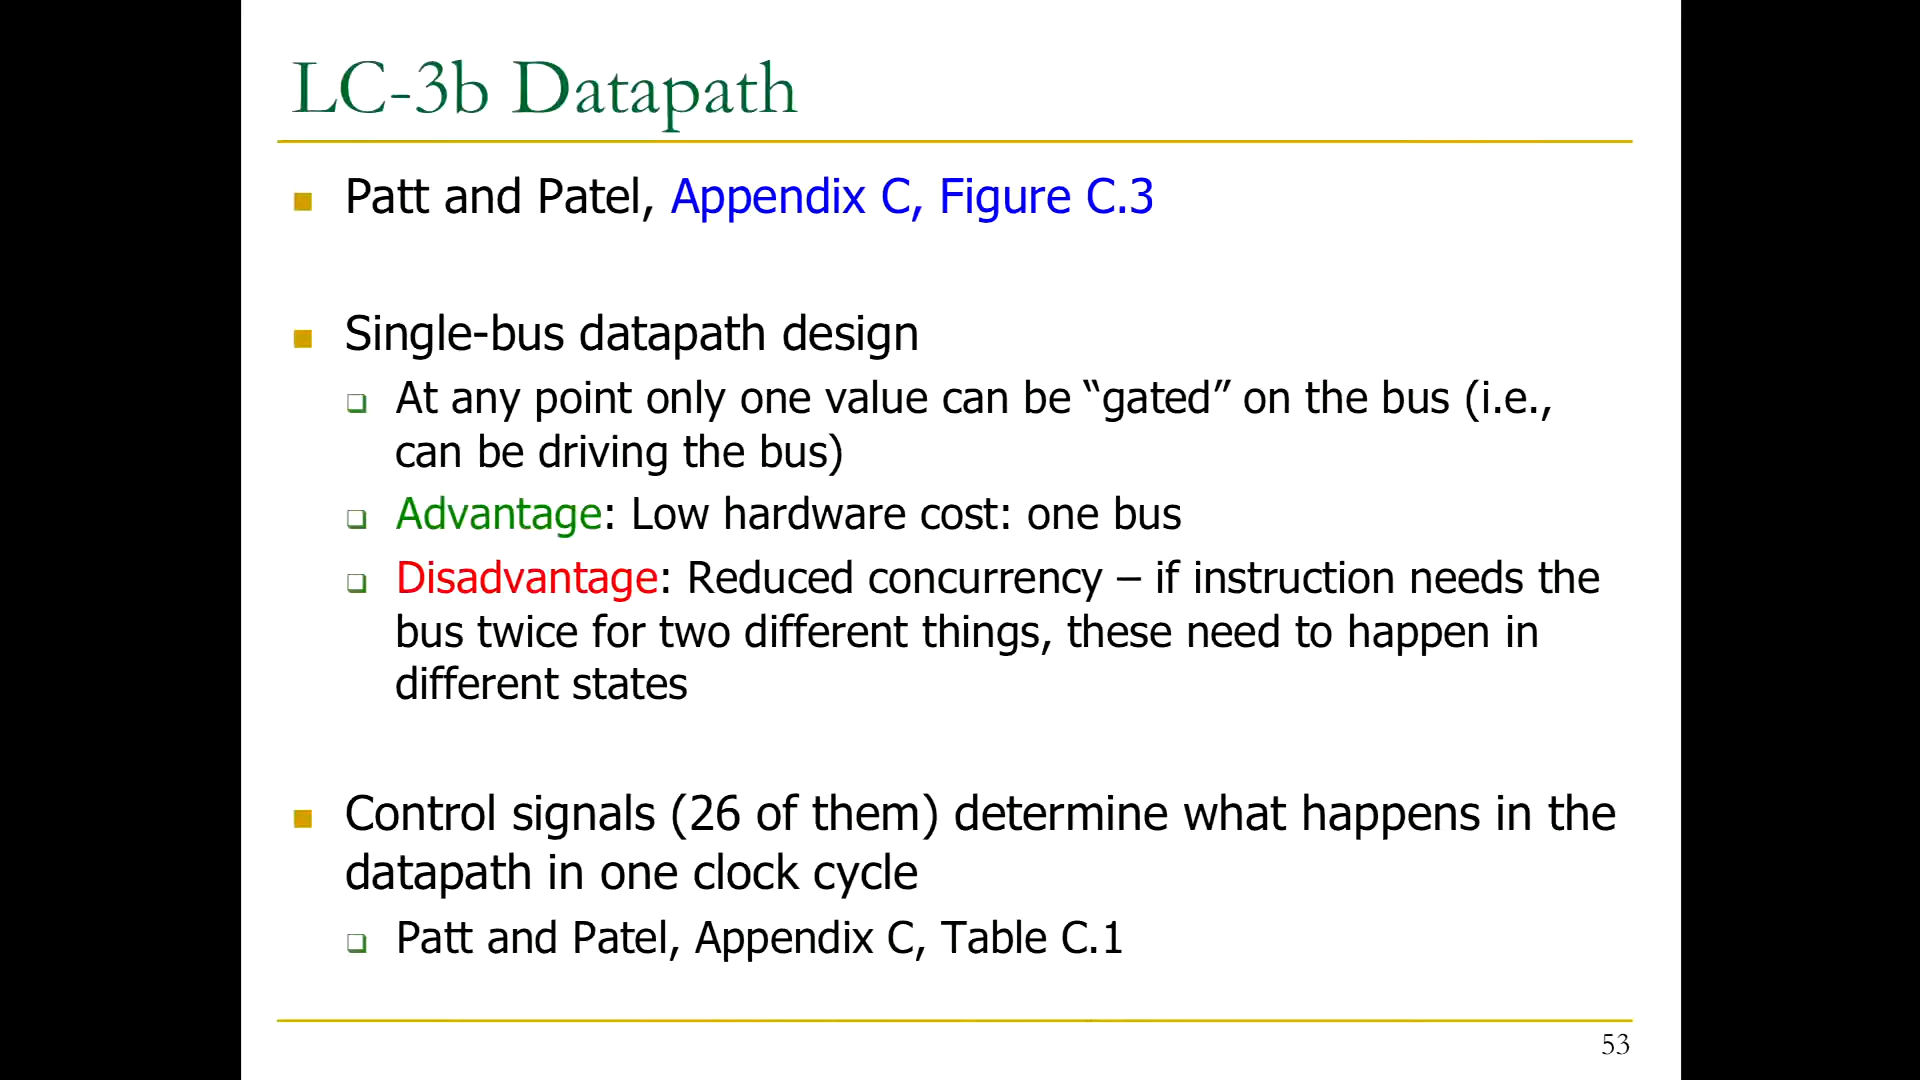 LC-3b Datapath
Patt and Patel, Appendix C, Figure C.3
Single-bus datapath design
At any point only one value can be “gated” on the bus (i.e.,
can be driving the bus)
Advantage: Low hardware cost: one bus
Disadvantage: Reduced concurrency – if instruction needs the
bus twice for two different things, these need to happen in
different states
Control signals (26 of them) determine what happens in the
datapath in one clock cycle
Patt and Patel, Appendix C, Table C.1
53